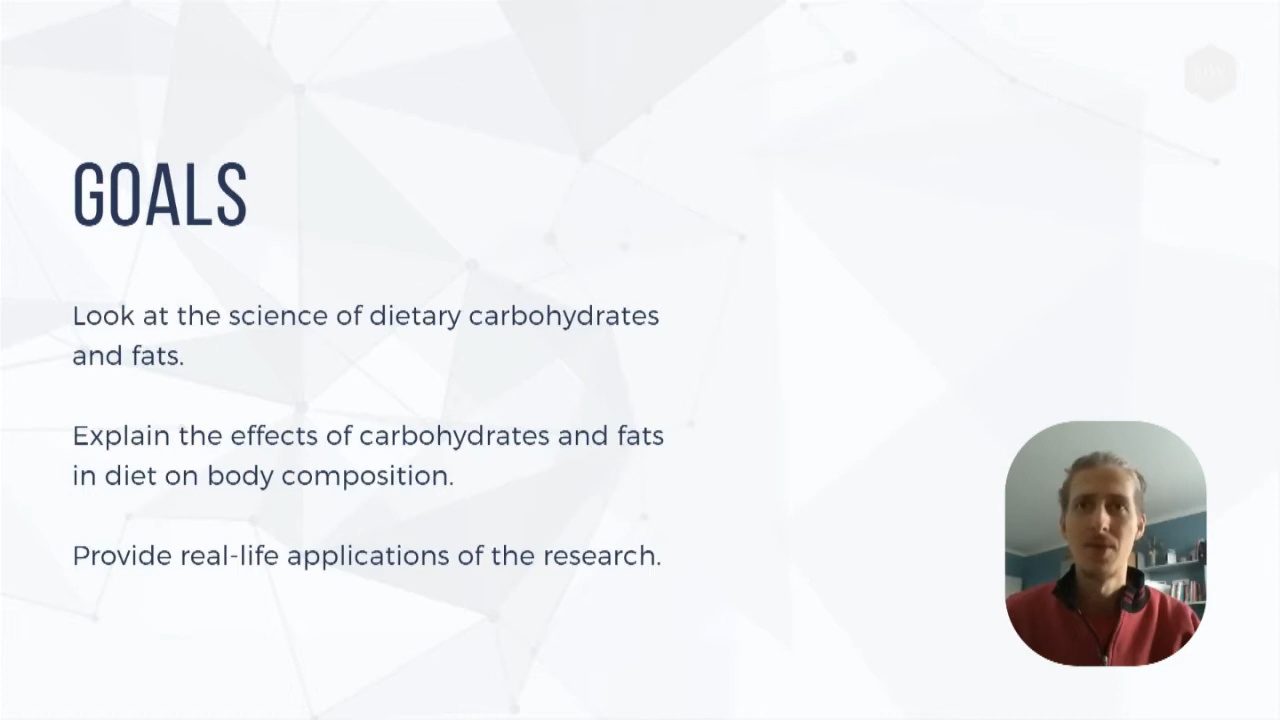 GOALS
Look at the science of dietary carbohydrates
and fats.
Explain the effects of carbohydrates and fats
in diet on body composition.
Provide real-life applications of the research.